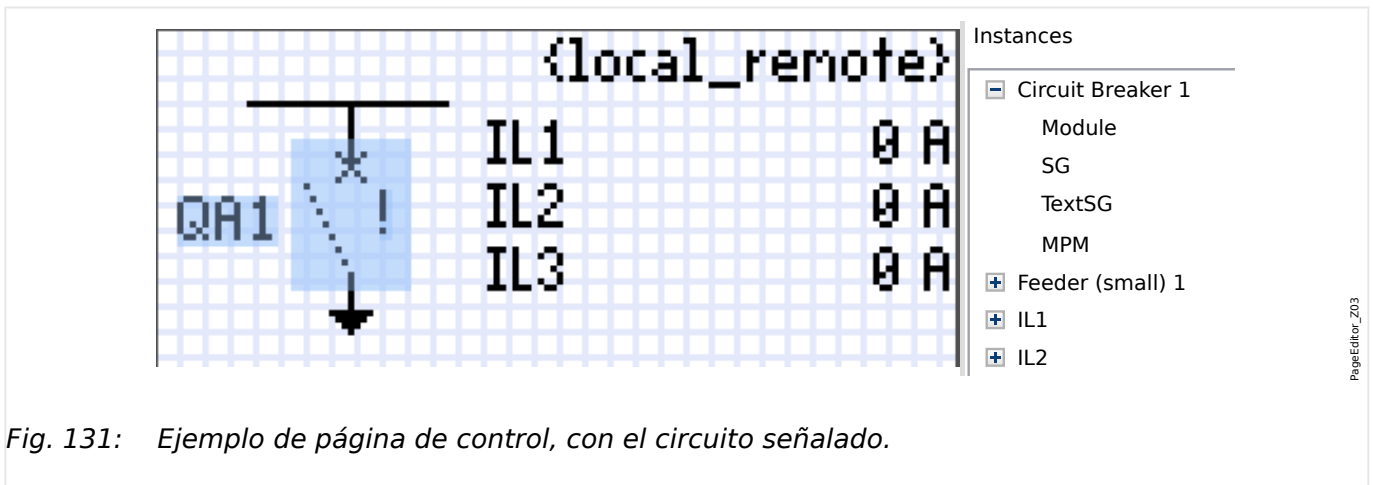 {local_remote}
QA1
!
IL1 0 A
IL2 0 A
IL3 0 A
Instances
Circuit Breaker 1
Module
SG
TextSG
MPM
Feeder (small) 1
IL1
IL2
PageEditor_Z03
Fig. 131: Ejemplo de página de control, con el circuito señalado.